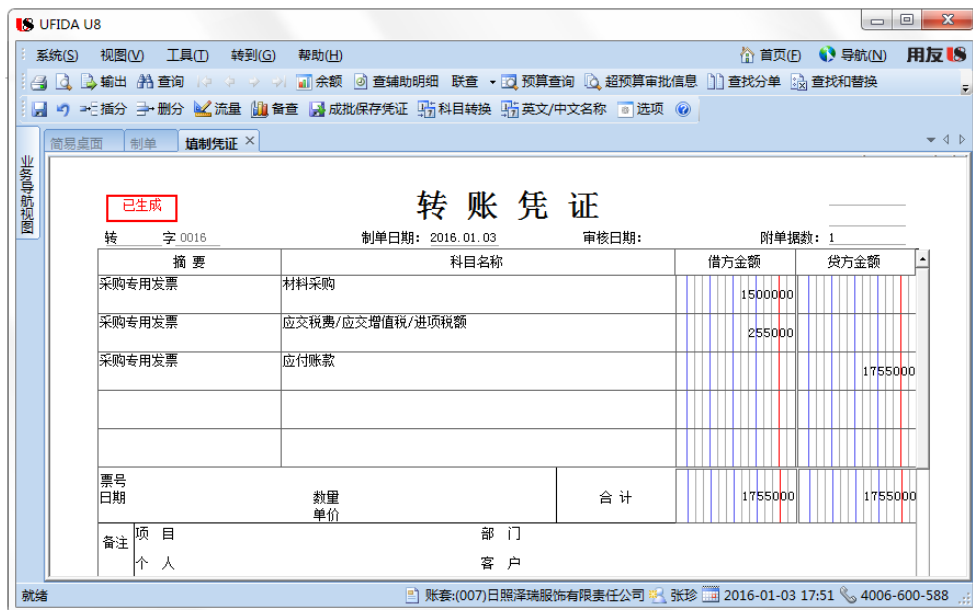 UFIDA U8
系统(S) 视图(V) 工具(T) 转到(G) 帮助(H) 首页(F) 导航(N) 用友
输出 查询 余额 查辅助明细 联查 预算查询 超预算审批信息 查找分单 查找和替换
插分 删分 流量 备查 成批保存凭证 科目转换 英文/中文名称 选项
简易桌面 制单 填制凭证
业务导航视图
已生成
转账凭证
转 字 0016 制单日期: 2016.01.03 审核日期: 附单据数: 1
摘要 科目名称 借方金额 贷方金额
采购专用发票 材料采购 1500000
采购专用发票 应交税费/应交增值税/进项税额 255000
采购专用发票 应付账款 1755000
票号
日期 数量 合计 1755000 1755000
单价
备注 项目 部门
个人 客户
就绪 账套:(007)日照泽瑞服饰有限责任公司 张珍 2016-01-03 17:51 4006-600-588